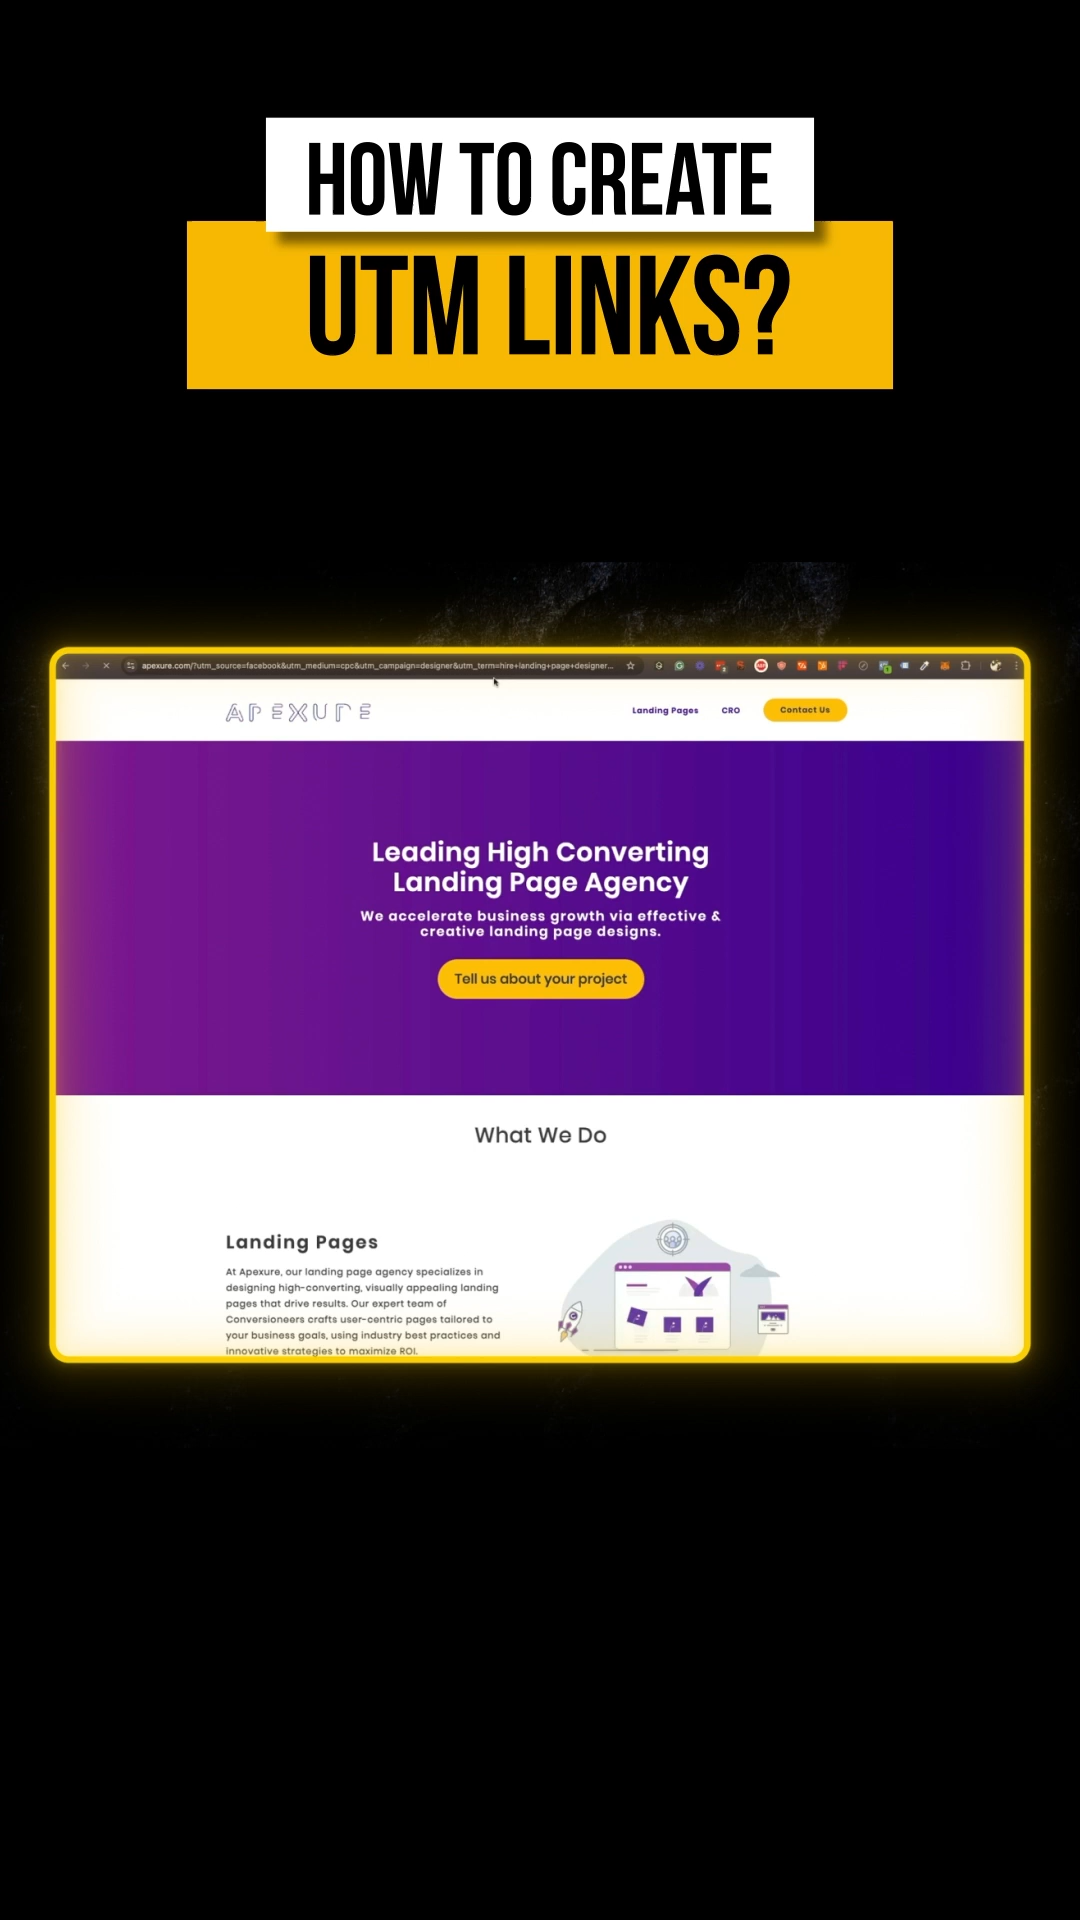 HOW TO CREATE
UTM LINKS?
apexure.com/?utm_source=facebook&utm_medium=cpc&utm_campaign=designer&utm_term=hire+landing+page+designer...
APEXURE
Landing Pages CRO Contact Us
Leading High Converting
Landing Page Agency
We accelerate business growth via effective &
creative landing page designs.
Tell us about your project
What We Do
Landing Pages
At Apexure, our landing page agency specializes in
designing high-converting, visually appealing landing
pages that drive results. Our expert team of
Conversioneers crafts user-centric pages tailored to
your business goals, using industry best practices and
innovative strategies to maximize ROI.